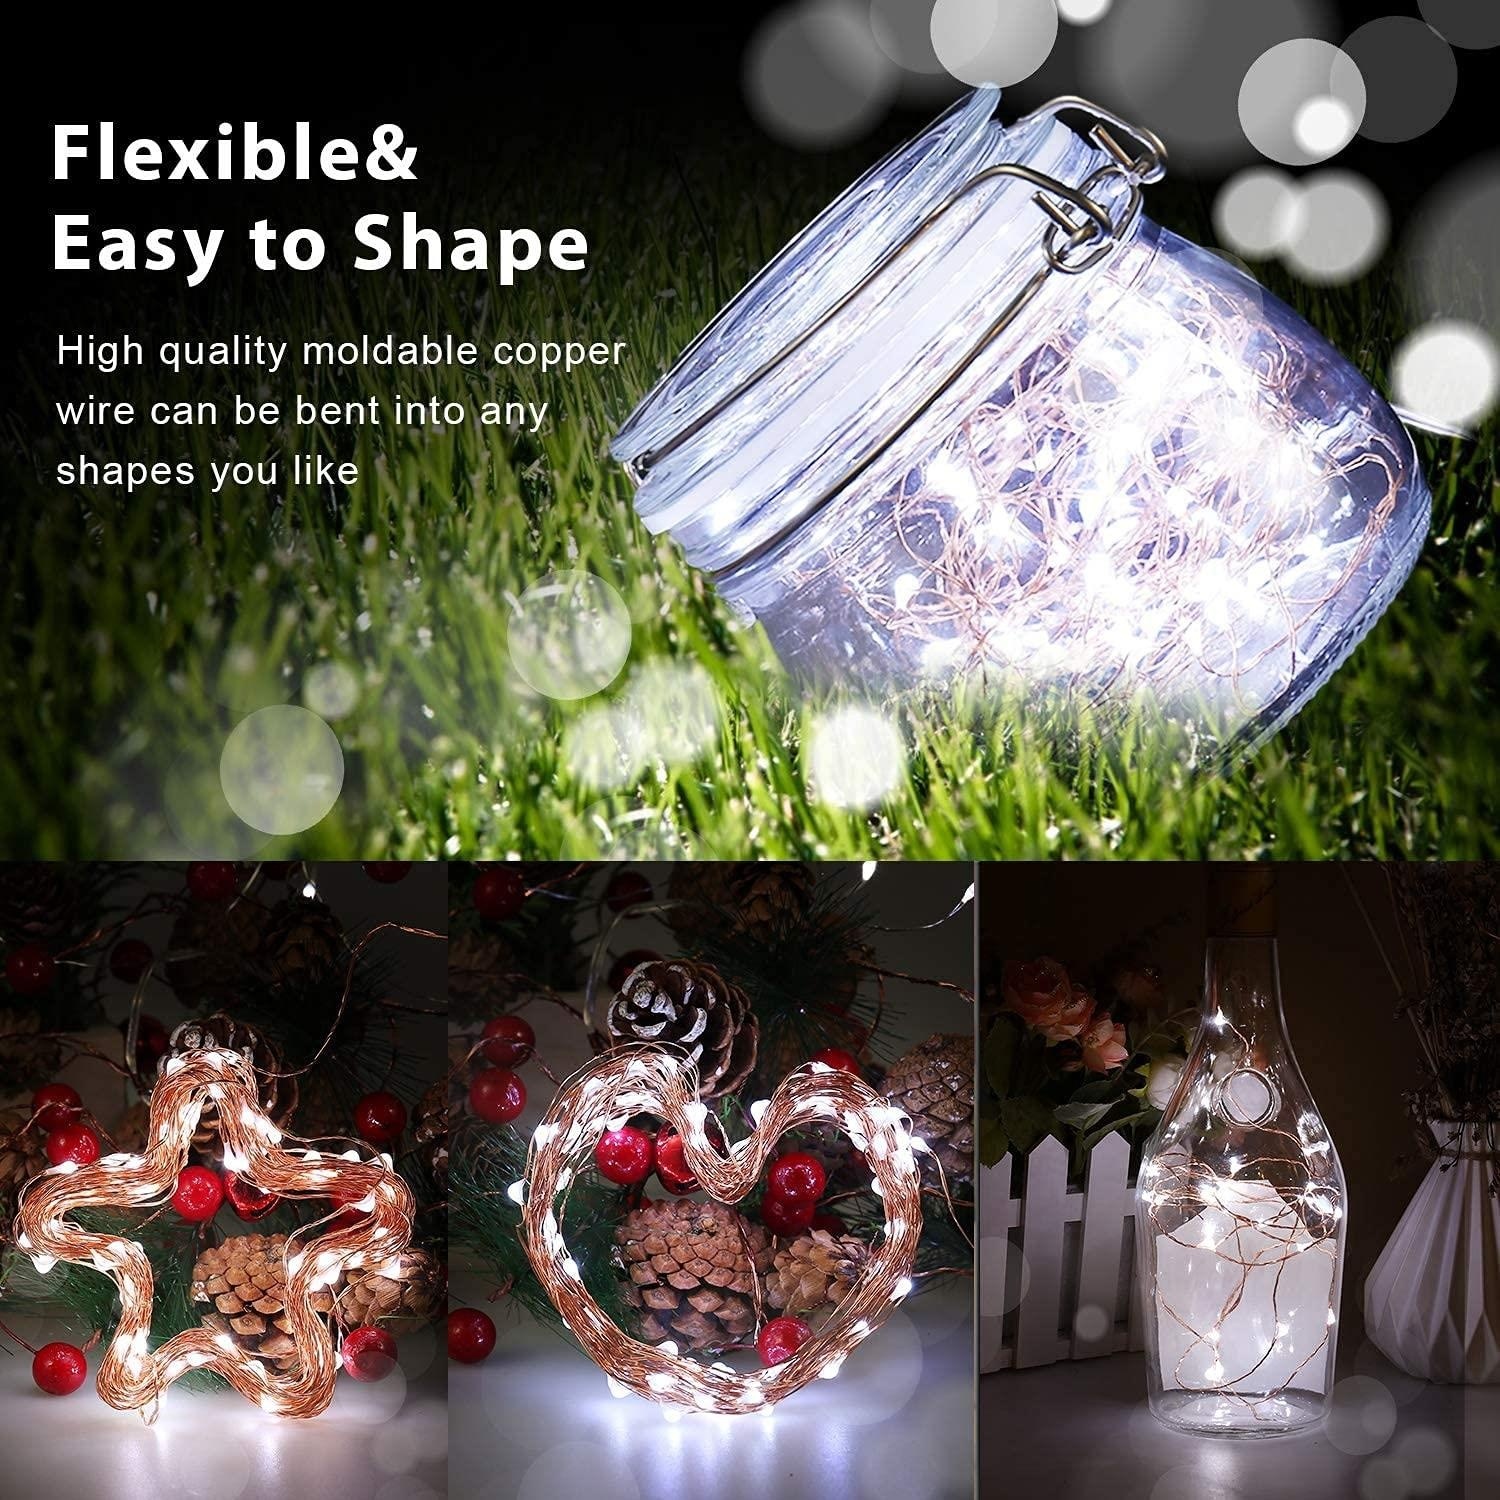 Flexible&
Easy to Shape
High quality moldable copper
wire can be bent into any
shapes you like